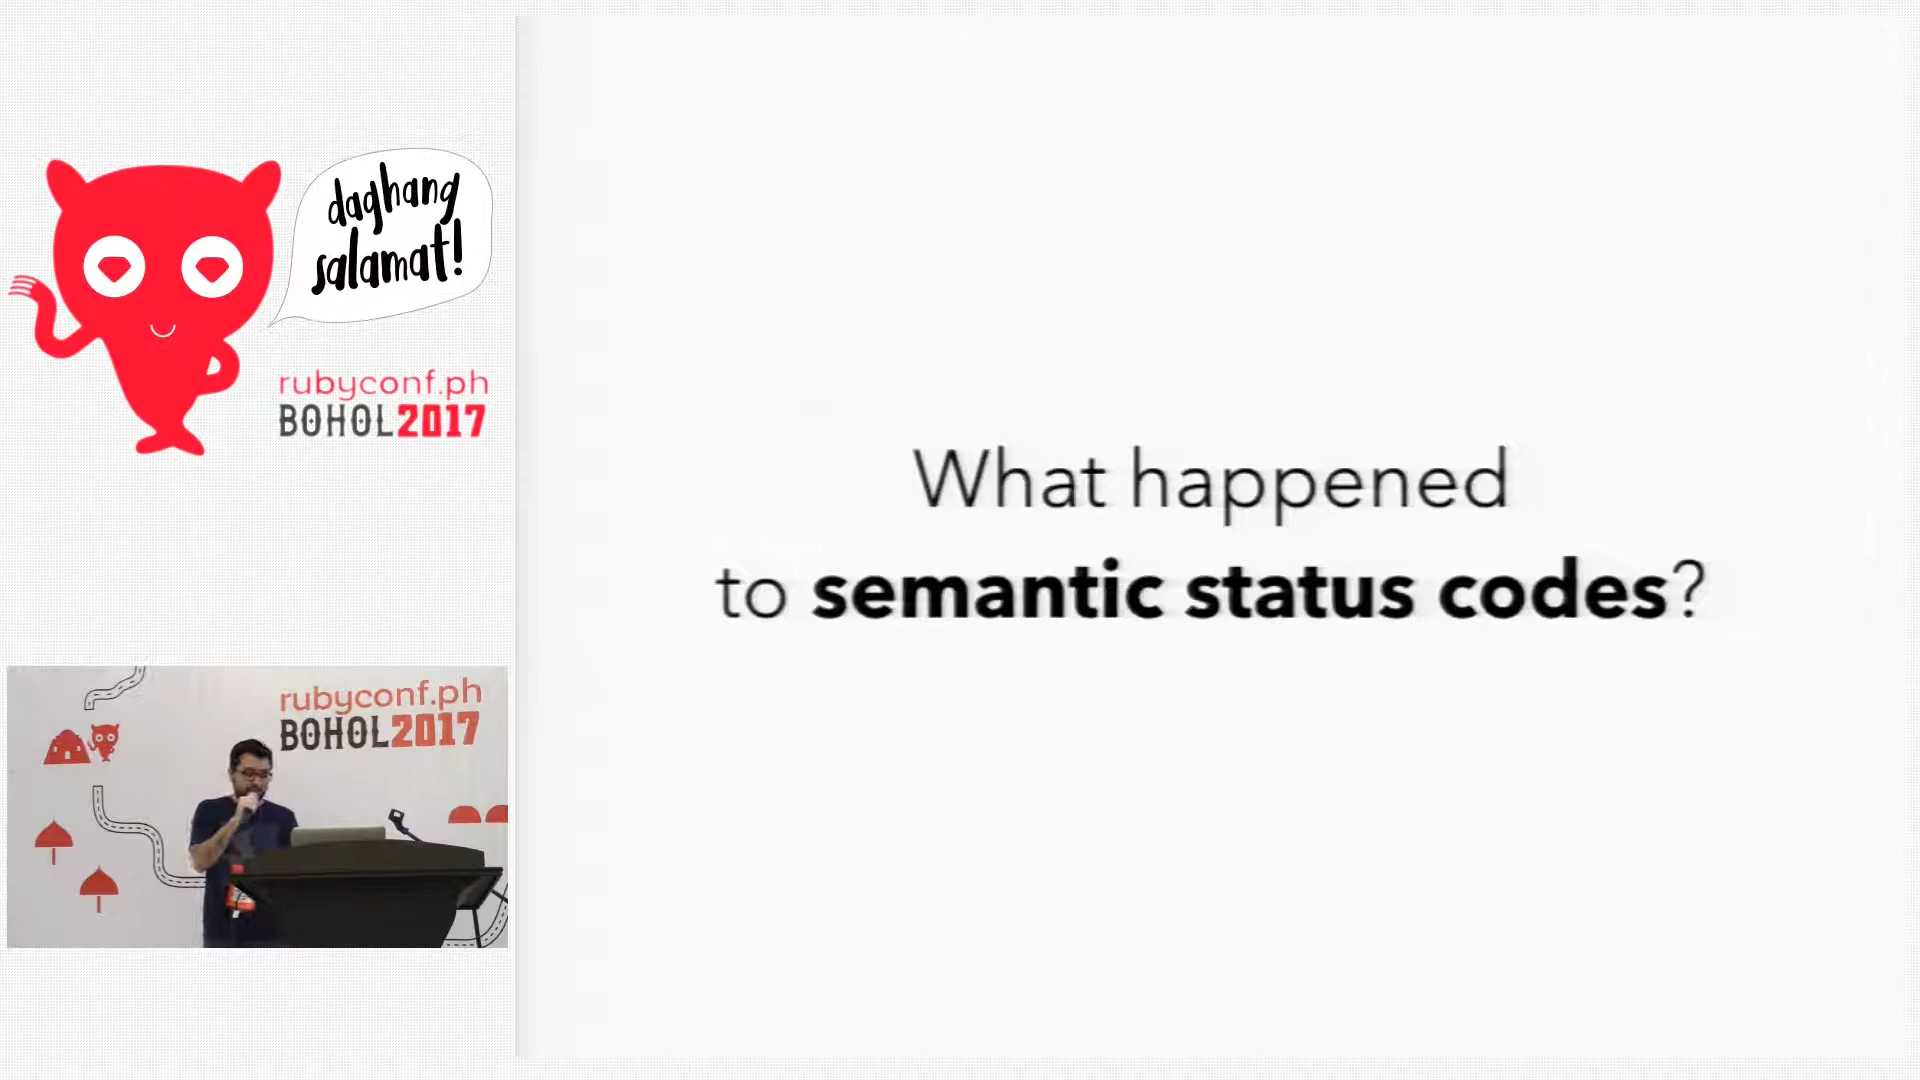 daghang
salamat!
rubyconf.ph
BOHOL2017
What happened
to semantic status codes?
rubyconf.ph
BOHOL2017